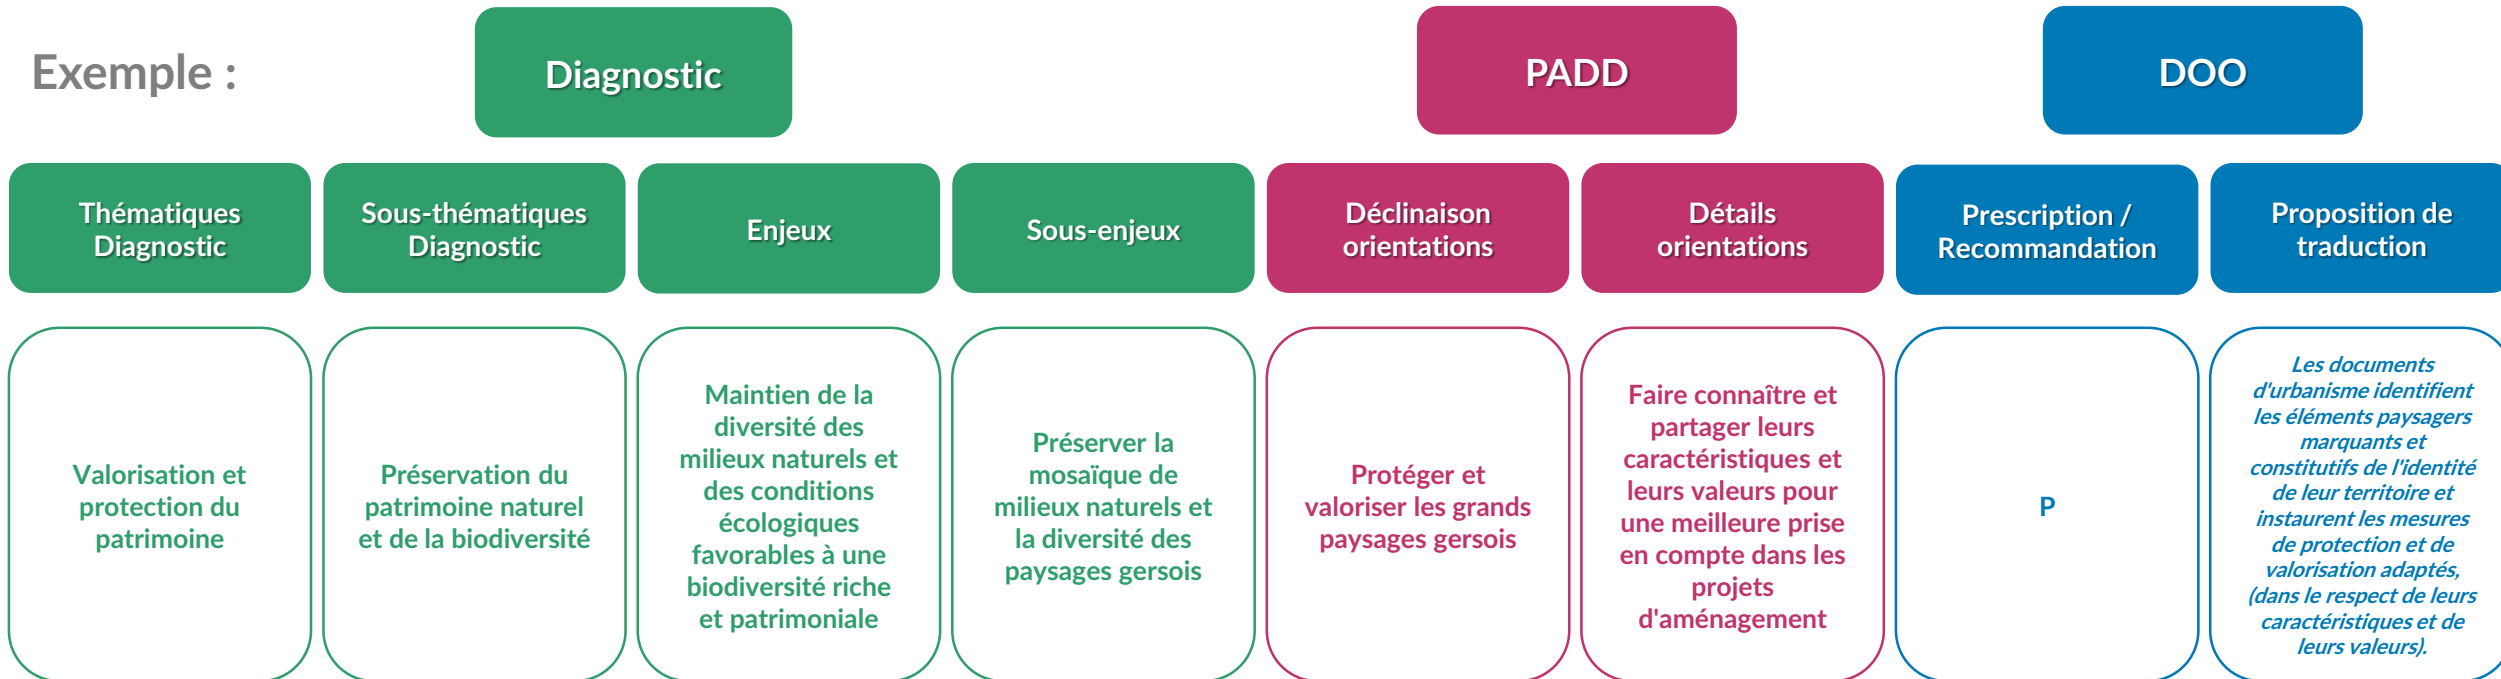 Exemple :
Diagnostic
PADD
DOO
Thématiques
Diagnostic
Sous-thématiques
Diagnostic
Enjeux
Sous-enjeux
Déclinaison
orientations
Détails
orientations
Prescription /
Recommandation
Proposition de
traduction
Valorisation et
protection du
patrimoine
Préservation du
patrimoine naturel
et de la biodiversité
Maintien de la
diversité des
milieux naturels et
des conditions
écologiques
favorables à une
biodiversité riche
et patrimoniale
Préserver la
mosaïque de
milieux naturels et
la diversité des
paysages gersois
Protéger et
valoriser les grands
paysages gersois
Faire connaître et
partager leurs
caractéristiques et
leurs valeurs pour
une meilleure prise
en compte dans les
projets
d'aménagement
P
Les documents
d'urbanisme identifient
les éléments paysagers
marquants et
constitutifs de l'identité
de leur territoire et
instaurent les mesures
de protection et de
valorisation adaptés,
(dans le respect de leurs
caractéristiques et de
leurs valeurs).